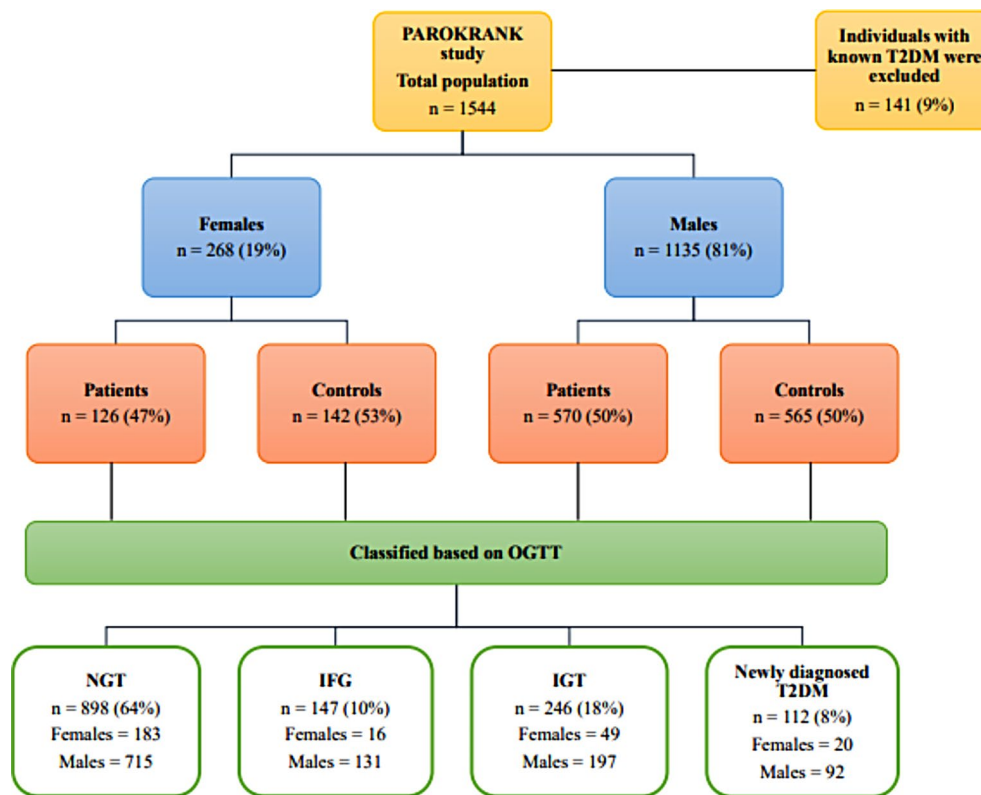 PAROKRANK
study
Total population
n = 1544
Individuals with
known T2DM were
excluded
n = 141 (9%)
Females
n = 268 (19%)
Males
n = 1135 (81%)
Patients
n = 126 (47%)
Controls
n = 142 (53%)
Patients
n = 570 (50%)
Controls
n = 565 (50%)
Classified based on OGTT
NGT
n = 898 (64%)
Females = 183
Males = 715
IFG
n = 147 (10%)
Females = 16
Males = 131
IGT
n = 246 (18%)
Females = 49
Males = 197
Newly diagnosed
T2DM
n = 112 (8%)
Females = 20
Males = 92